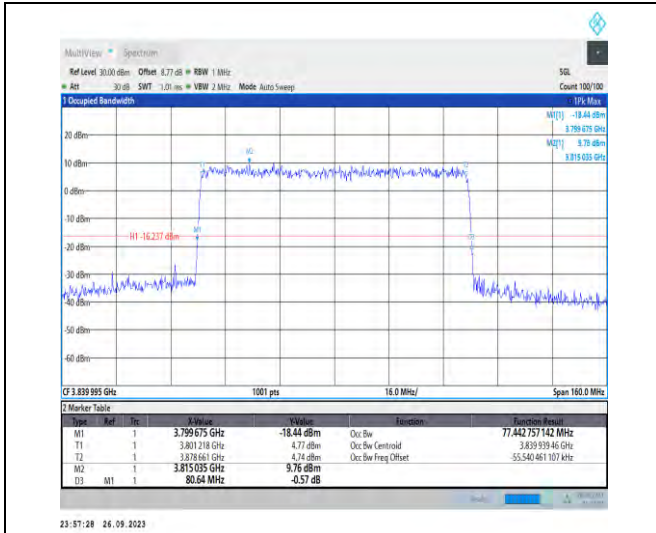 MultiView Spectrum
Ref Level 30.00 dBm Offset 8.77 dB RBW 1 MHz SGL
Att 30 dB SWT 1.01 ms VBW 2 MHz Mode Auto Sweep Count 100/100
1 Occupied Bandwidth 1Pk Max
M1[1] -18.44 dBm
3.799 675 GHz
M2[1] 9.76 dBm
3.815 035 GHz
20 dBm
M2
10 dBm
0 dBm
-10 dBm
M1
H1 -16.237 dBm
-20 dBm
-30 dBm
-40 dBm
-50 dBm
-60 dBm
CF 3.839 995 GHz 1001 pts 16.0 MHz/ Span 160.0 MHz
2 Marker Table
Type Ref Trc X-Value Y-Value Function Function Result
M1 1 3.799 675 GHz -18.44 dBm Occ Bw 77.442 757 142 MHz
T1 1 3.801 218 GHz 4.77 dBm Occ Bw Centroid 3.839 939 46 GHz
T2 1 3.878 661 GHz 4.74 dBm Occ Bw Freq Offset -55.540 461 107 kHz
M2 1 3.815 035 GHz 9.76 dBm
D3 M1 1 80.64 MHz -0.57 dB
23:57:28 26.09.2023